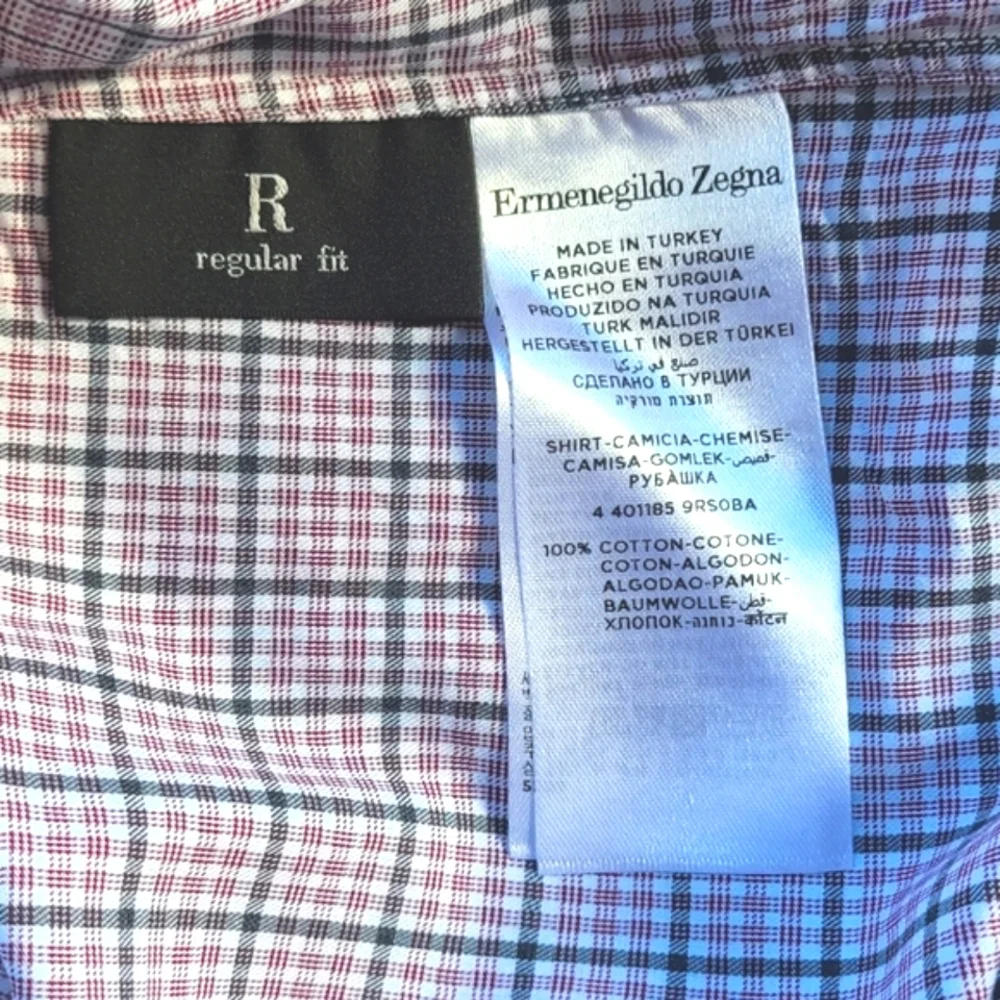 R
regular fit
Ermenegildo Zegna
MADE IN TURKEY
FABRIQUE EN TURQUIE
HECHO EN TURQUIA
PRODUZIDO NA TURQUIA
TURK MALIDIR
HERGESTELLT IN DER TÜRKEI
صنع في تركيا
СДЕПАНО В ТУРЦИИ
תוצרת טורקיה
SHIRT-CAMICIA-CHEMISE-
CAMISA-GOMLEK-قميص-
РУБАШКА
4 401185 9RS0BA
100% COTTON-COTONE-
COTON-ALGODON-
ALGODAO-PAMUK-
BAUMWOLLE-قطن-
ХЛОПОК-כותנה-कॉटन